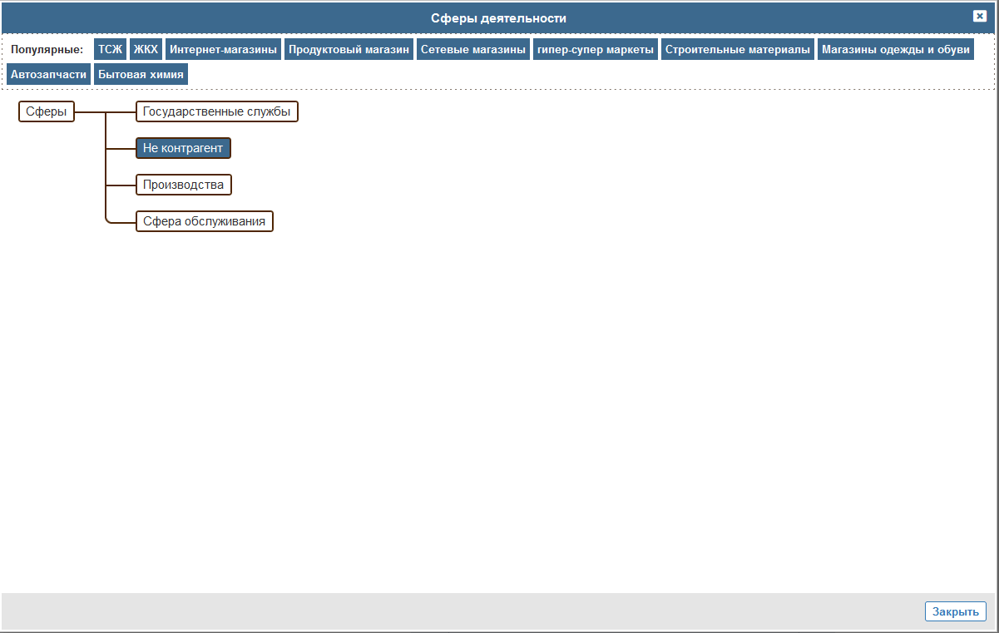 Сферы деятельности
Популярные: ТСЖ ЖКХ Интернет-магазины Продуктовый магазин Сетевые магазины гипер-супер маркеты Строительные материалы Магазины одежды и обуви
Автозапчасти Бытовая химия
Сферы Государственные службы
Не контрагент
Производства
Сфера обслуживания
Закрыть